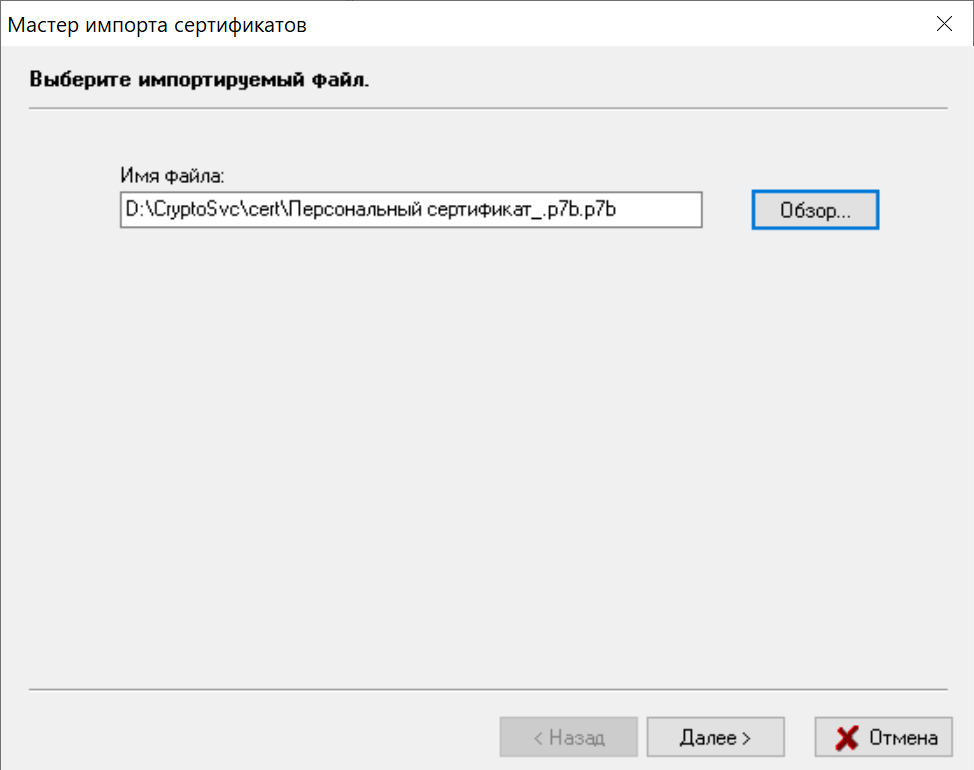 Мастер импорта сертификатов
Выберите импортируемый файл.
Имя файла:
D:\CryptoSvc\cert\Персональный сертификат_.p7b.p7b
Обзор...
< Назад
Далее >
Отмена